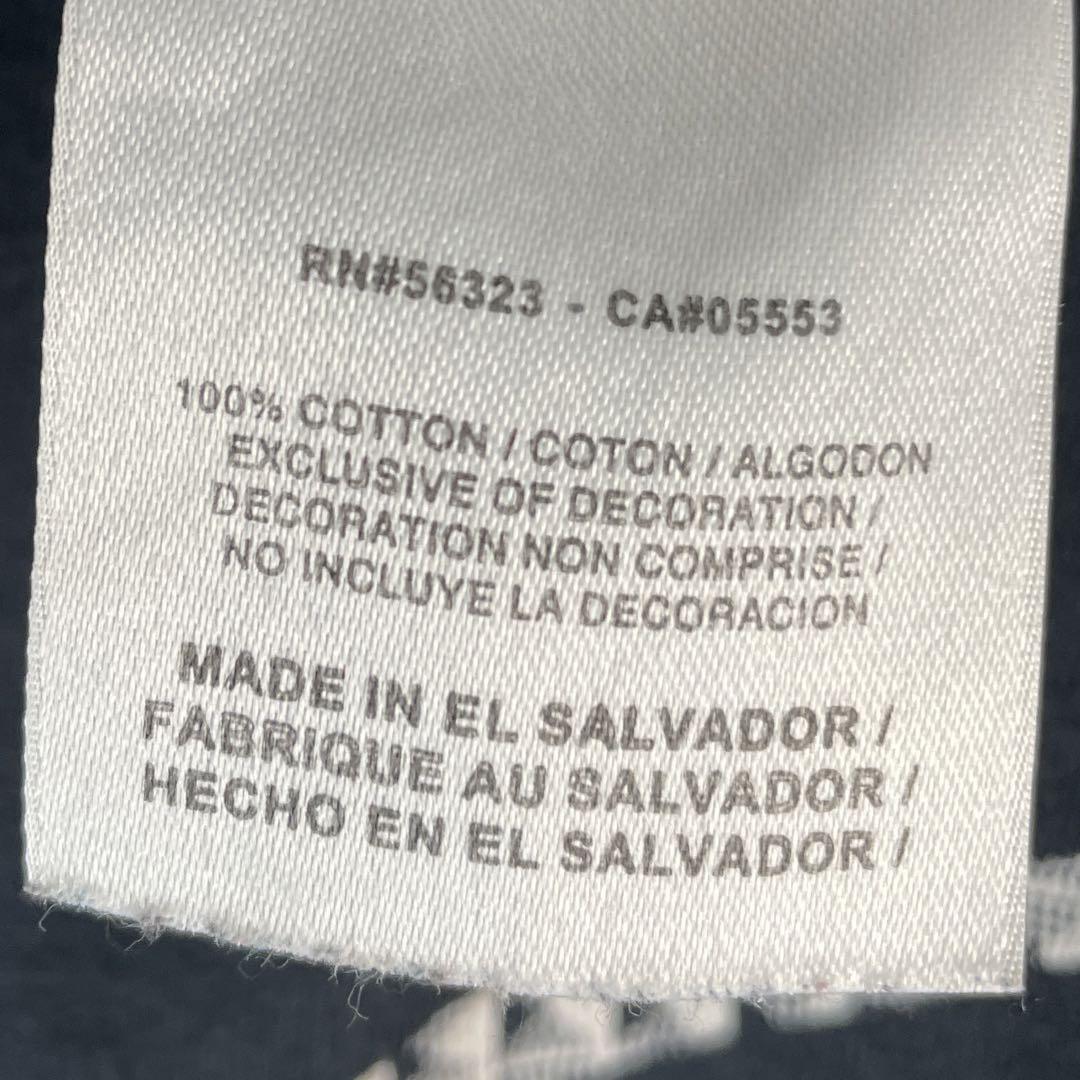 RN#56323 - CA#05553
100% COTTON / COTON / ALGODON
EXCLUSIVE OF DECORATION /
DECORATION NON COMPRISE /
NO INCLUYE LA DECORACION
MADE IN EL SALVADOR /
FABRIQUE AU SALVADOR /
HECHO EN EL SALVADOR /